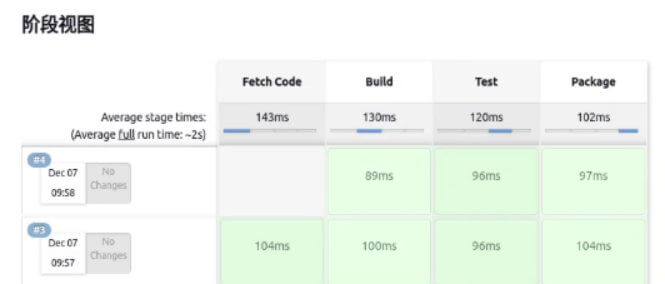 阶段视图
Fetch Code Build Test Package
Average stage times: 143ms 130ms 120ms 102ms
(Average full run time: ~2s)
#4
Dec 07 No Changes 89ms 96ms 97ms
09:58
#3
Dec 07 No Changes 104ms 100ms 96ms 104ms
09:57